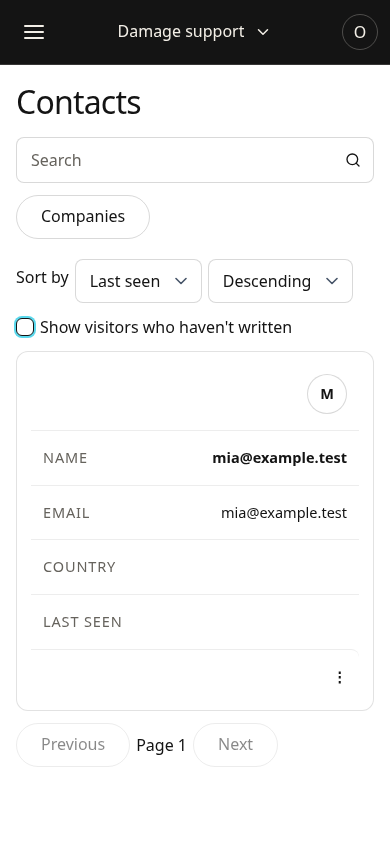 Damage support
O
Contacts
Search
Companies
Sort by Last seen Descending
Show visitors who haven't written
M
NAME mia@example.test
EMAIL mia@example.test
COUNTRY
LAST SEEN
Previous Page 1 Next